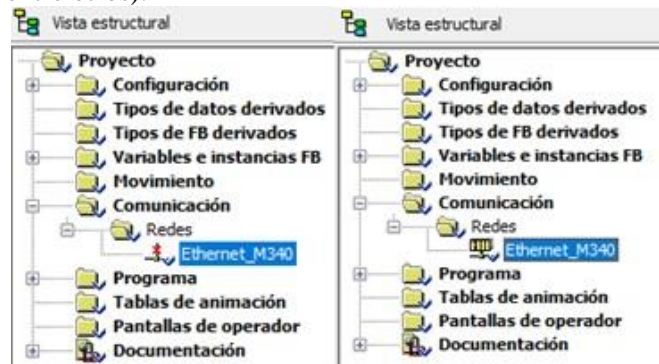 Vista estructural
Proyecto
Configuración
Tipos de datos derivados
Tipos de FB derivados
Variables e instancias FB
Movimiento
Comunicación
Redes
Ethernet_M340
Programa
Tablas de animación
Pantallas de operador
Documentación
Vista estructural
Proyecto
Configuración
Tipos de datos derivados
Tipos de FB derivados
Variables e instancias FB
Movimiento
Comunicación
Redes
Ethernet_M340
Programa
Tablas de animación
Pantallas de operador
Documentación